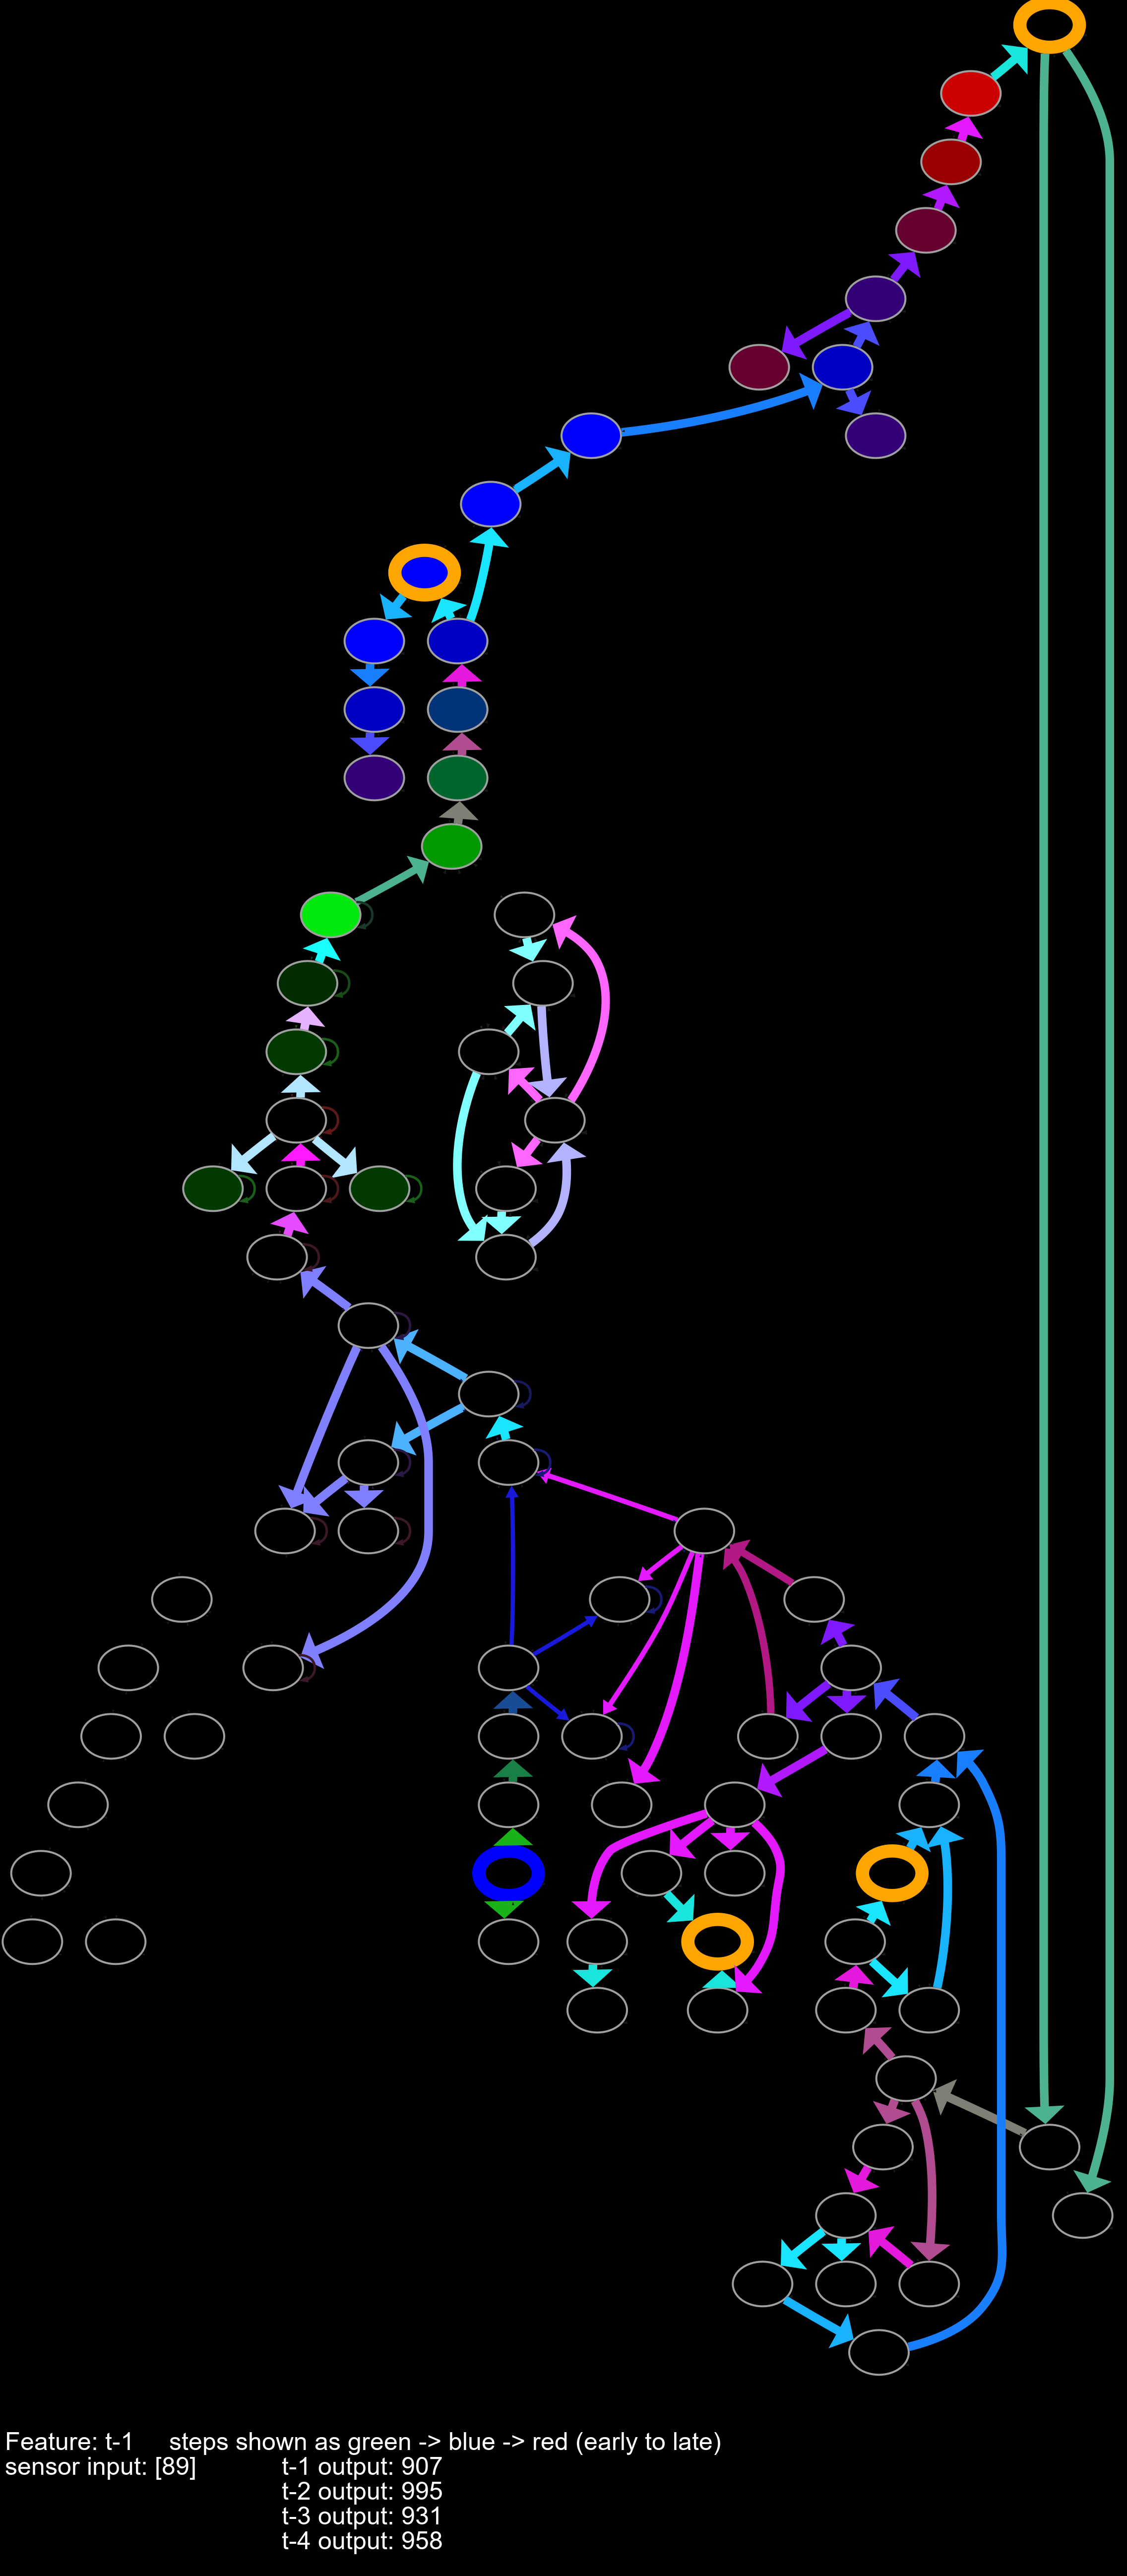 Feature: t-1 steps shown as green -> blue -> red (early to late)
sensor input: [89] t-1 output: 907
t-2 output: 995
t-3 output: 931
t-4 output: 958